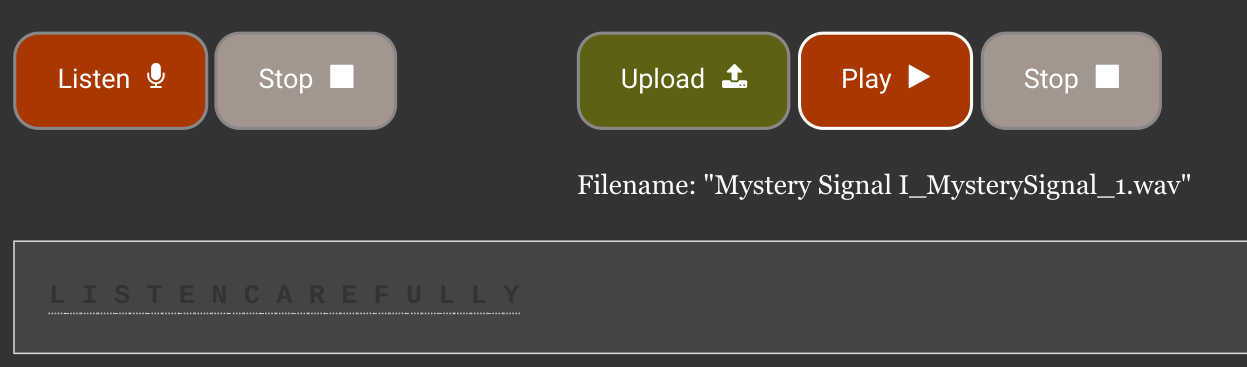 Listen Stop Upload Play Stop
Filename: "Mystery Signal I_MysterySignal_1.wav"
L I S T E N C A R E F U L L Y